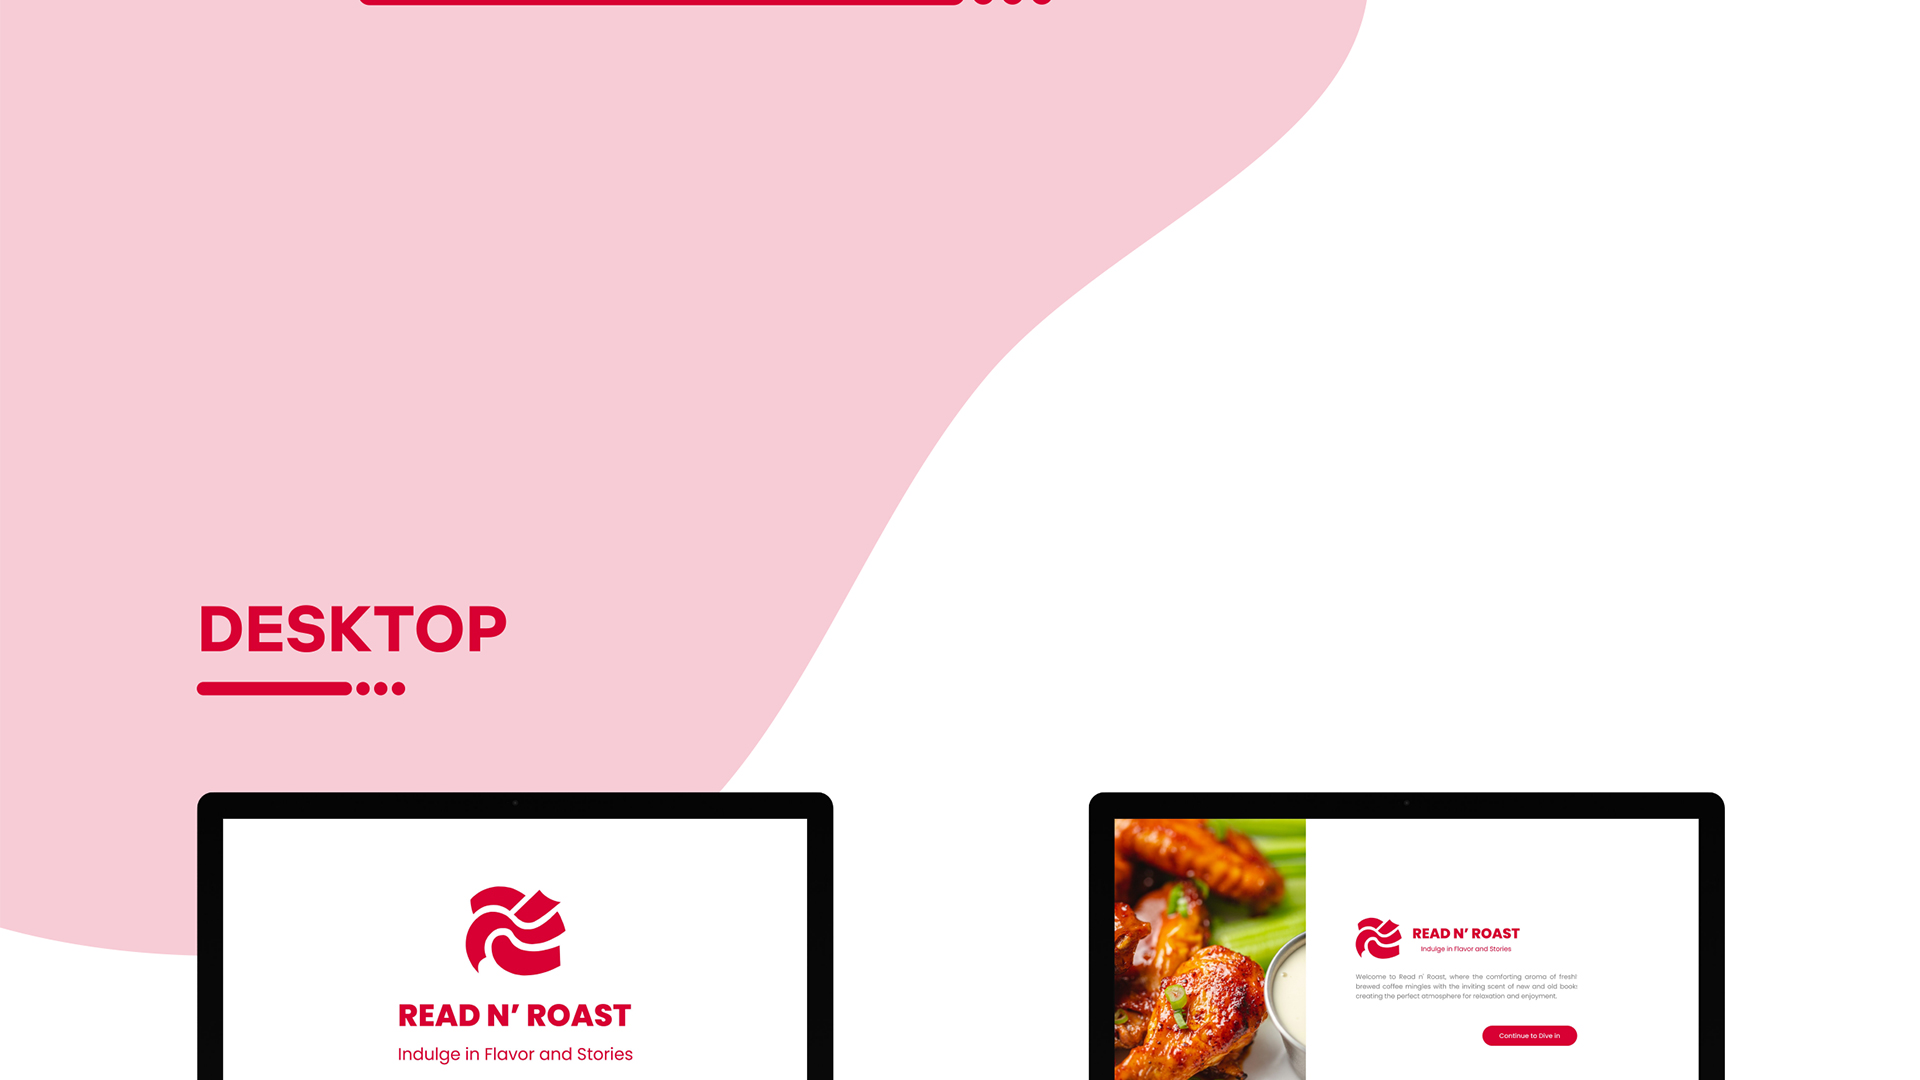 DESKTOP
READ N’ ROAST
Indulge in Flavor and Stories
READ N’ ROAST
Indulge in Flavor and Stories
Welcome to Read n' Roast, where the comforting aroma of freshl
brewed coffee mingles with the inviting scent of new and old book
creating the perfect atmosphere for relaxation and enjoyment.
Continue to Dive in